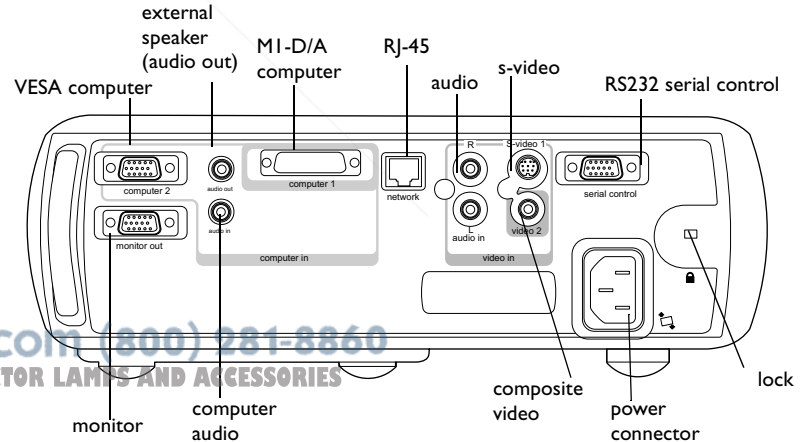 external
speaker
(audio out)
M1-D/A
computer
RJ-45
audio
s-video
VESA computer
RS232 serial control
R
S-video 1
computer 2
audio out
computer 1
network
serial control
audio in
L
audio in
video 2
monitor out
computer in
video in
com (800) 281-8860
TOR LAMPS AND ACCESSORIES
monitor
computer
audio
composite
video
power
connector
lock